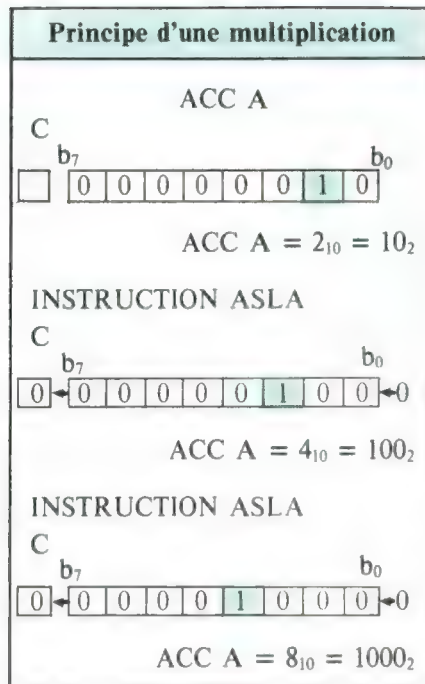 Principe d'une multiplication
ACC A
C
b₇ b₀
0 0 0 0 0 0 1 0
ACC A = 2₁₀ = 10₂
INSTRUCTION ASLA
C
b₇ b₀
0 0 0 0 0 0 1 0 0 0
ACC A = 4₁₀ = 100₂
INSTRUCTION ASLA
C
b₇ b₀
0 0 0 0 0 1 0 0 0 0
ACC A = 8₁₀ = 1000₂